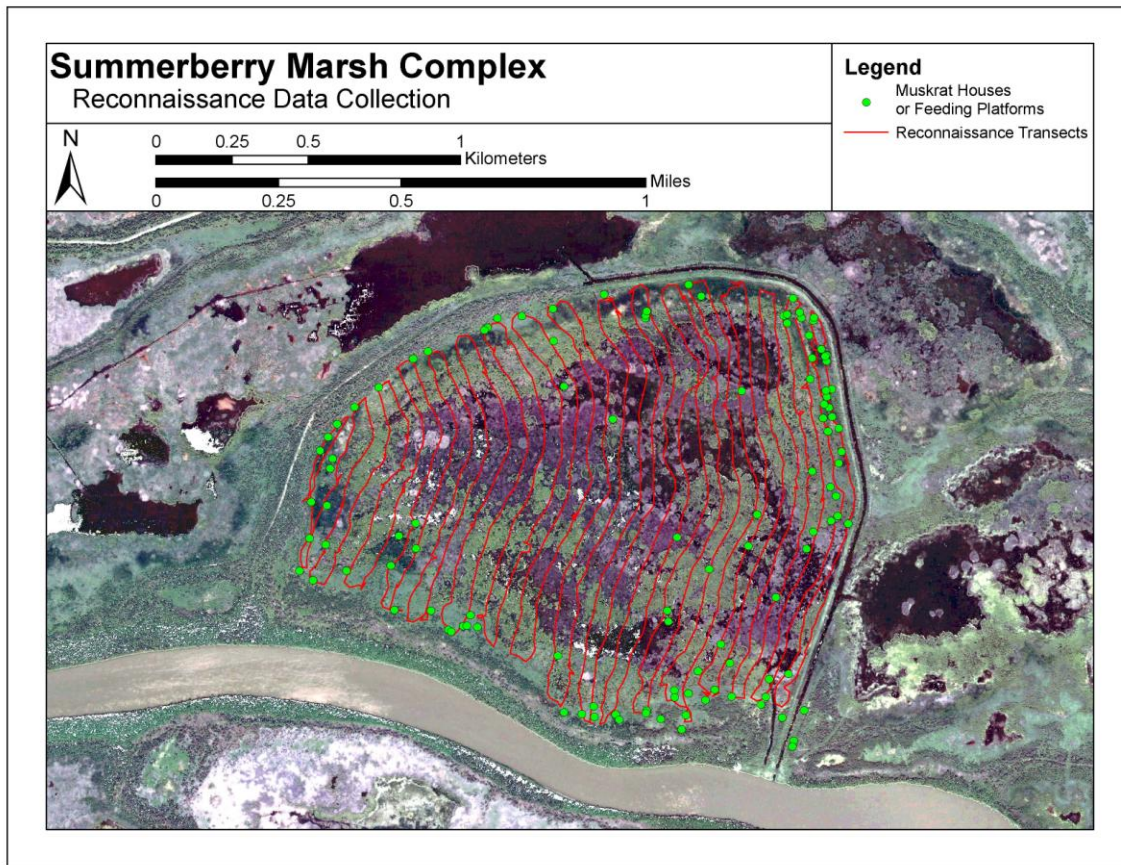 Summerberry Marsh Complex
Reconnaissance Data Collection
Legend
Muskrat Houses
or Feeding Platforms
Reconnaissance Transects
N
0 0.25 0.5 1
Kilometers
Miles
0 0.25 0.5 1